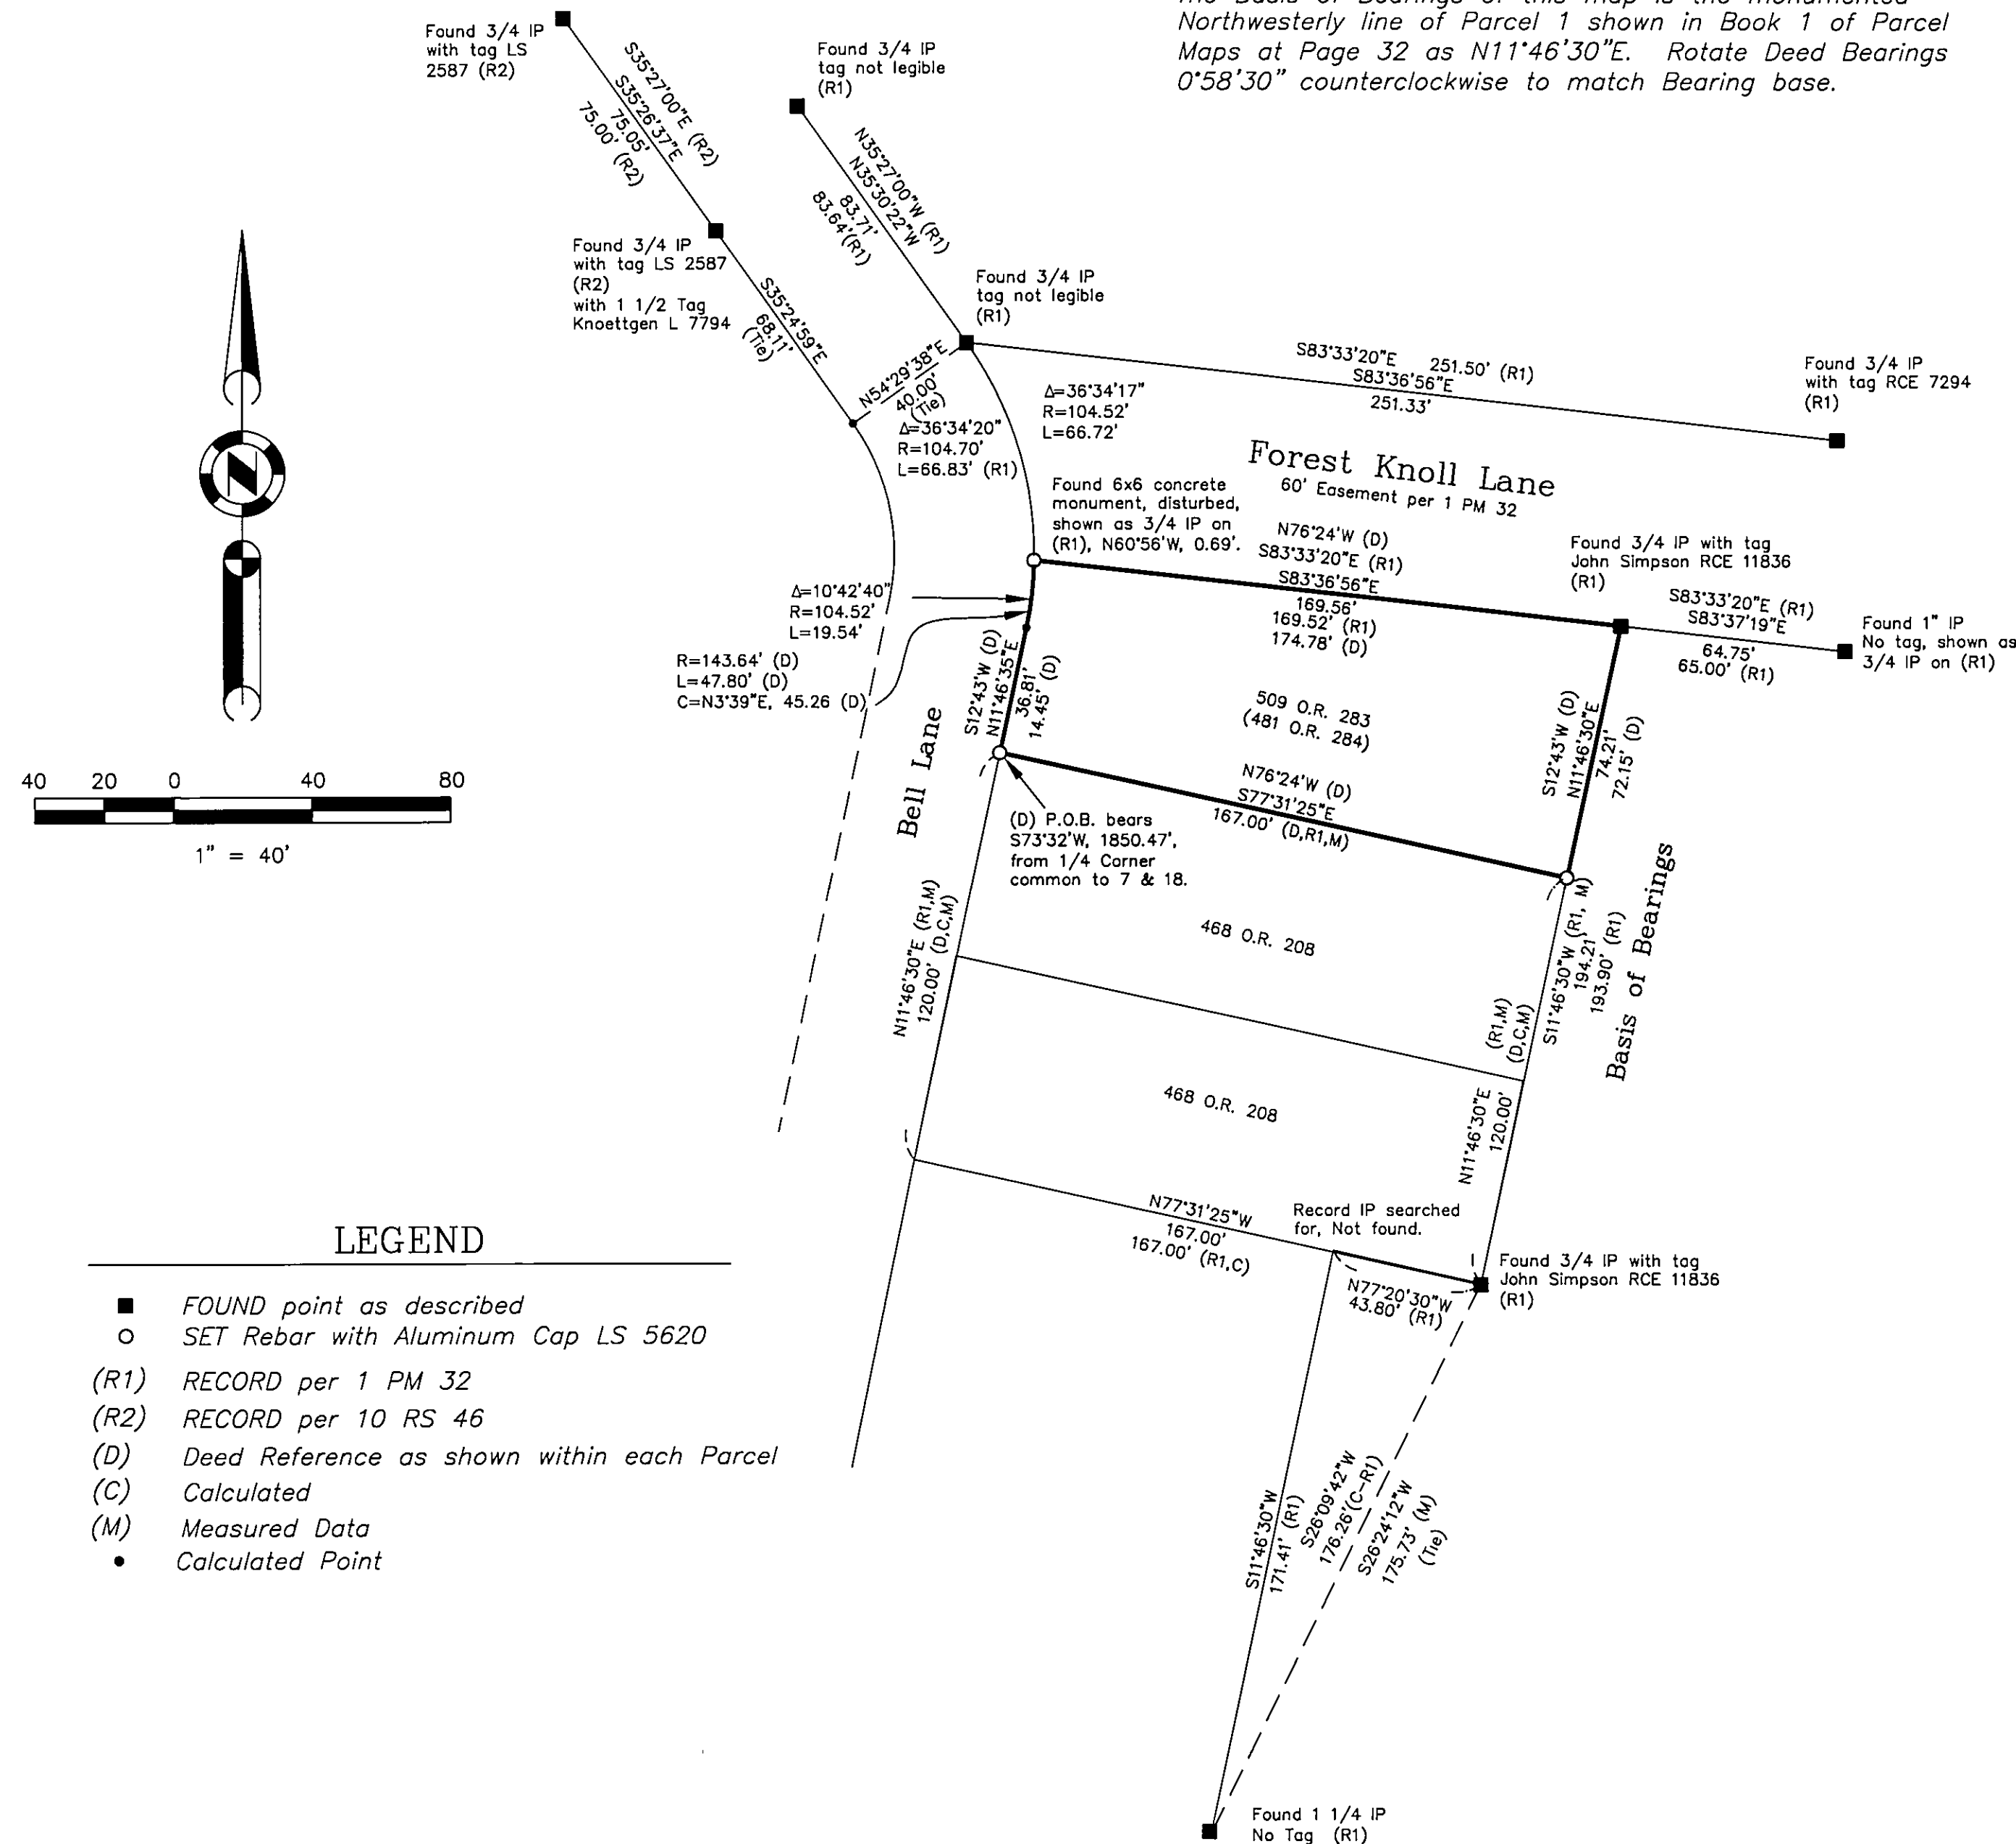 The Basis of Bearings of this map is the monumented
Northwesterly line of Parcel 1 shown in Book 1 of Parcel
Maps at Page 32 as N11°46'30"E. Rotate Deed Bearings
0°58'30" counterclockwise to match Bearing base.
Found 3/4 IP
with tag LS
2587 (R2)
S35°27'00"E (R2)
S35°26'37"E
75.05'
75.00' (R2)
Found 3/4 IP
tag not legible
(R1)
N35°27'00"W (R1)
N35°30'22"W
83.71'
83.64'(R1)
Found 3/4 IP
with tag LS 2587
(R2)
with 1 1/2 Tag
Knoettgen L 7794
S35°24'59"E
68.11'
(Tie)
Found 3/4 IP
tag not legible
(R1)
N54°29'38"E
40.00'
(Tie)
S83°33'20"E 251.50' (R1)
S83°36'56"E
251.33'
Found 3/4 IP
with tag RCE 7294
(R1)
Δ=36°34'17"
R=104.52'
L=66.72'
Δ=36°34'20"
R=104.70'
L=66.83' (R1)
Forest Knoll Lane
60' Easement per 1 PM 32
Found 6x6 concrete
monument, disturbed,
shown as 3/4 IP on
(R1), N60°56'W, 0.69'.
N76°24'W (D)
S83°33'20"E (R1)
S83°36'56"E
169.56'
169.52' (R1)
174.78' (D)
Found 3/4 IP with tag
John Simpson RCE 11836
(R1)
S83°33'20"E (R1)
S83°37'19"E
64.75'
65.00' (R1)
Found 1" IP
No tag, shown as
3/4 IP on (R1)
Δ=10°42'40"
R=104.52'
L=19.54'
R=143.64' (D)
L=47.80' (D)
C=N3°39"E, 45.26 (D)
S12°43'W (D)
N11°46'35"E
36.81'
14.45' (D)
509 O.R. 283
(481 O.R. 284)
S12°43'W (D)
N11°46'30"E
74.21'
72.15' (D)
N
40 20 0 40 80
1" = 40'
Bell Lane
N76°24'W (D)
S77°31'25"E
167.00' (D,R1,M)
(D) P.O.B. bears
S73°32'W, 1850.47',
from 1/4 Corner
common to 7 & 18.
N11°46'30"E (R1,M)
120.00' (D,C,M)
468 O.R. 208
S11°46'30"W (R1, M)
194.21'
193.90' (R1)
Basis of Bearings
468 O.R. 208
(R1,M)
(D,C,M)
N11°46'30"E
120.00'
N77°31'25"W
167.00'
167.00' (R1,C)
Record IP searched
for, Not found.
N77°20'30"W
43.80' (R1)
Found 3/4 IP with tag
John Simpson RCE 11836
(R1)
LEGEND
FOUND point as described
SET Rebar with Aluminum Cap LS 5620
(R1) RECORD per 1 PM 32
(R2) RECORD per 10 RS 46
(D) Deed Reference as shown within each Parcel
(C) Calculated
(M) Measured Data
Calculated Point
S11°46'30"W
171.41' (R1)
S26°09'42"W
176.26'(C-R1)
S26°24'12"W
175.73' (M)
(Tie)
Found 1 1/4 IP
No Tag (R1)